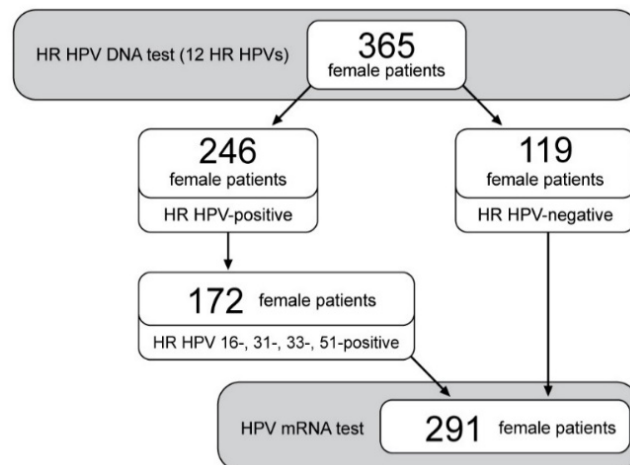 HR HPV DNA test (12 HR HPVs)
365
female patients
246
female patients
HR HPV-positive
119
female patients
HR HPV-negative
172 female patients
HR HPV 16-, 31-, 33-, 51-positive
HPV mRNA test
291 female patients